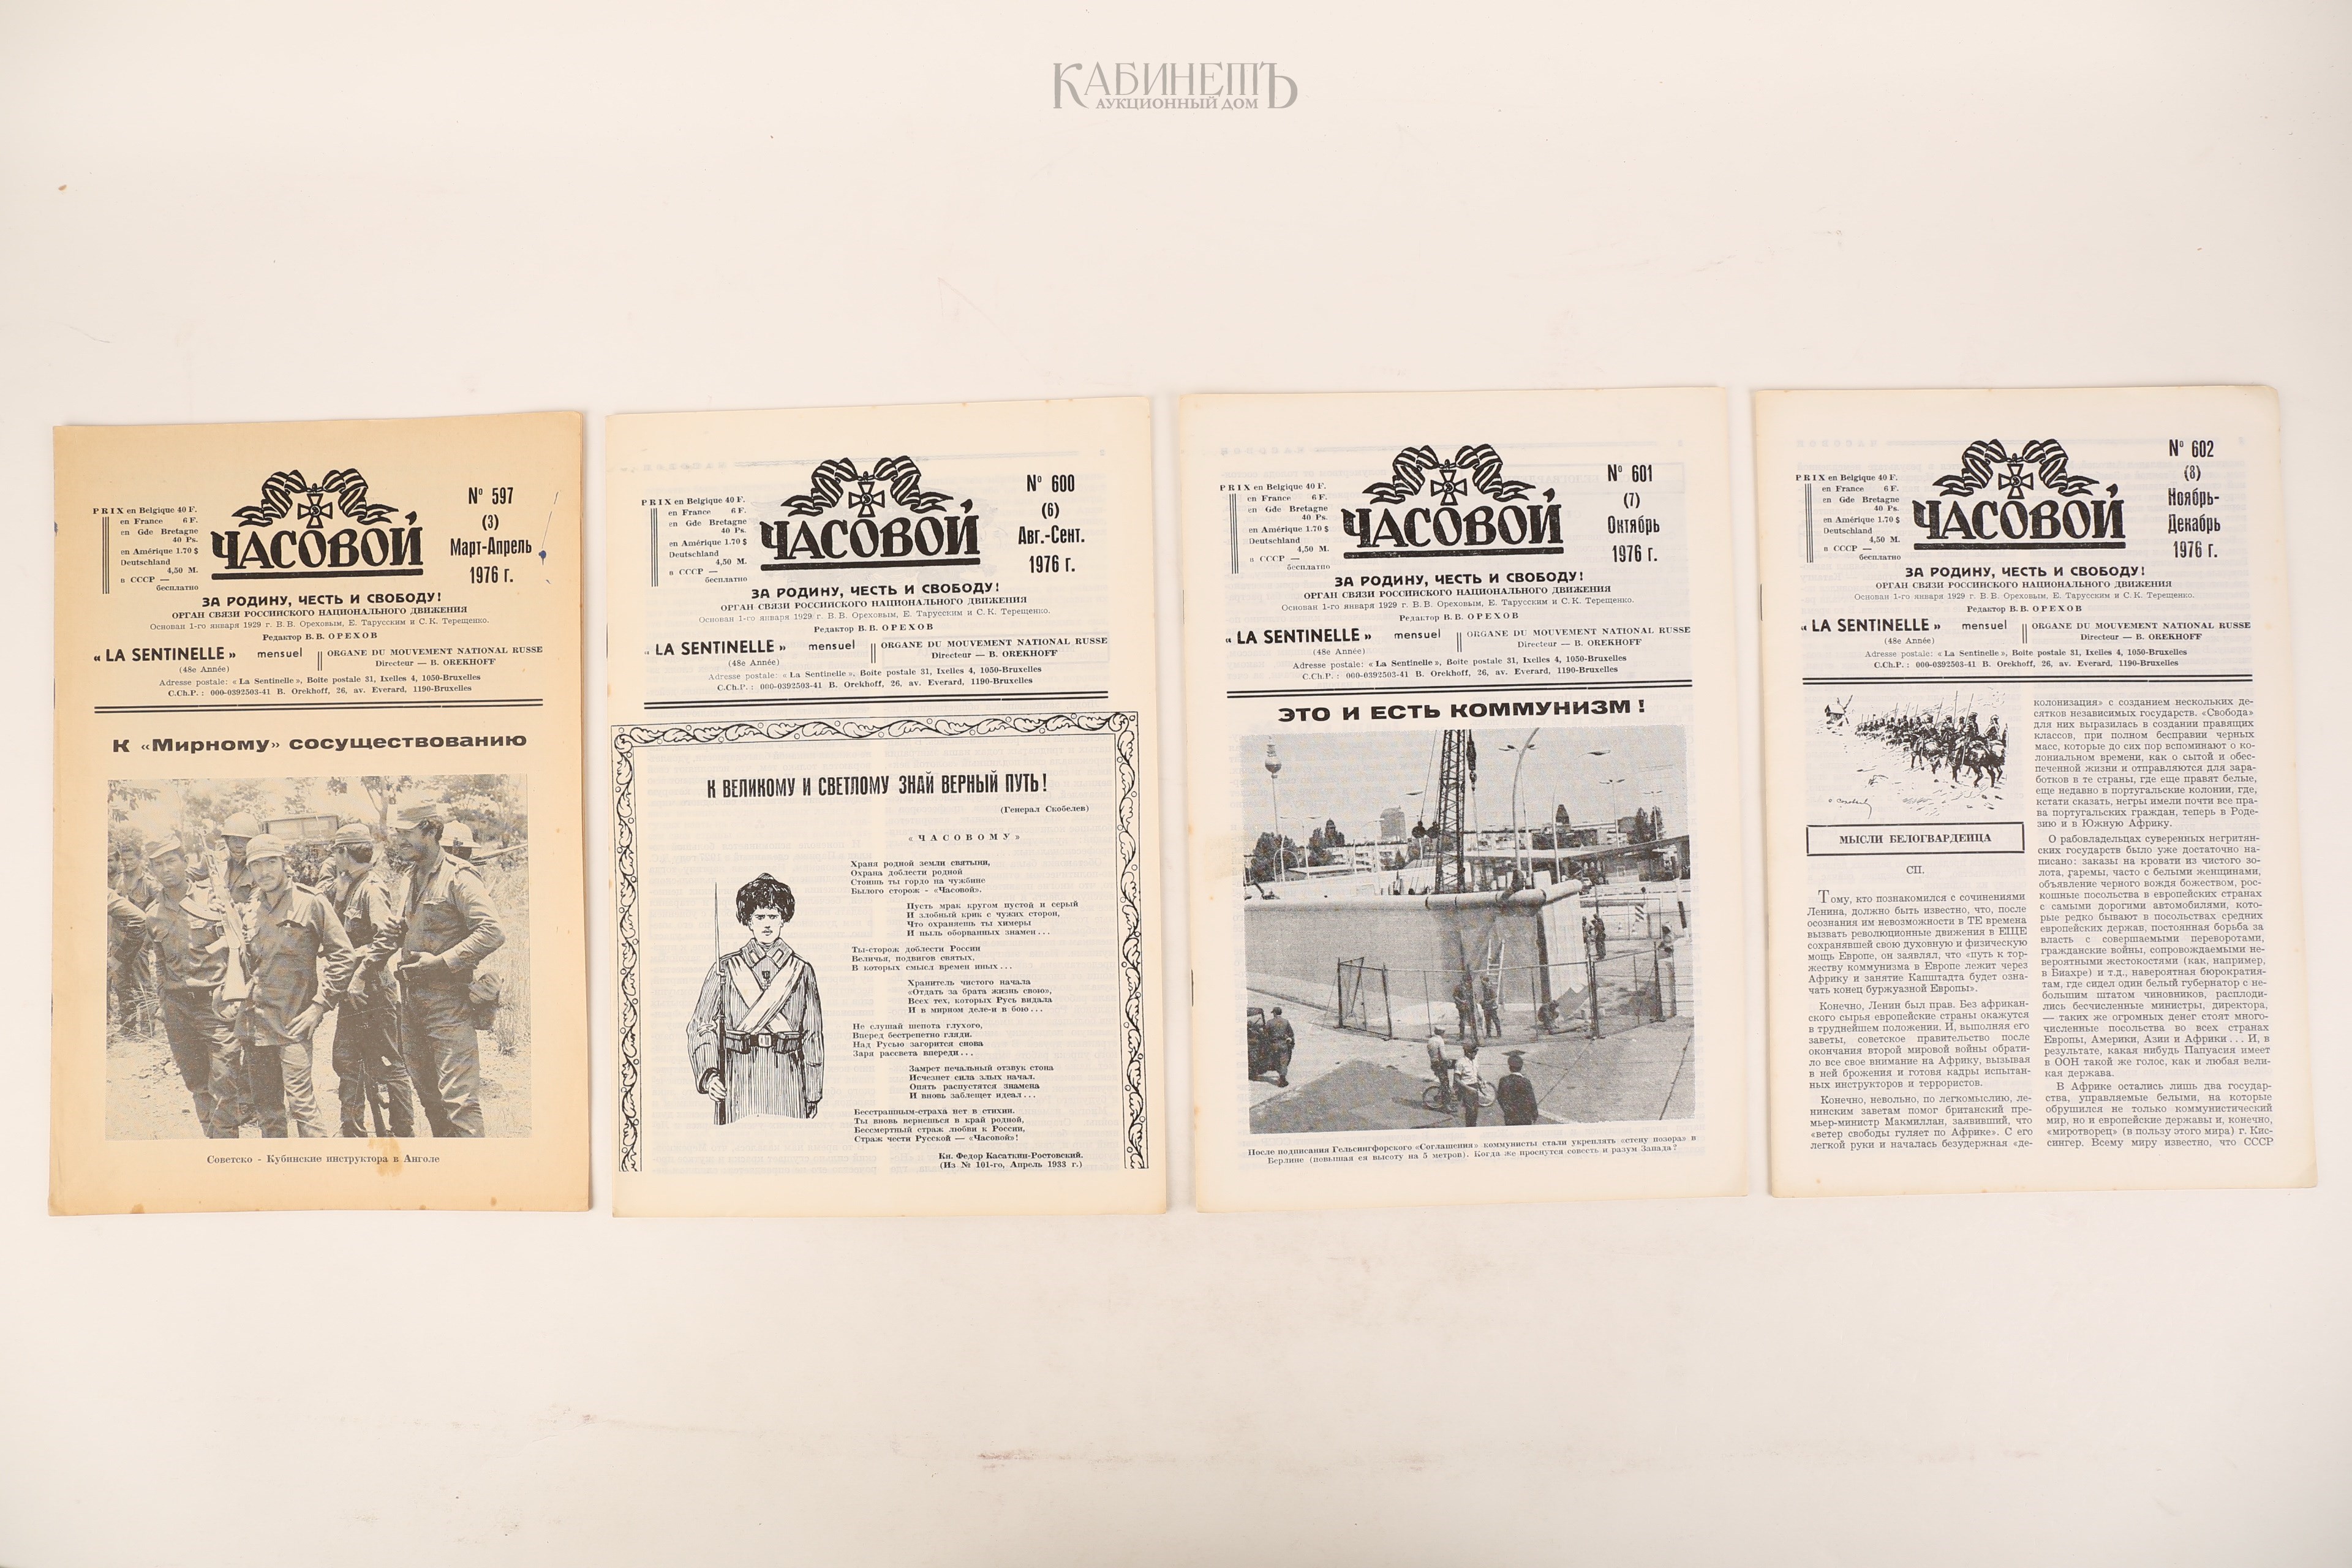 КАБИНЕТЪ
АУКЦИОННЫЙ ДОМ
PRIX en Belgique 40 F.
en France 6 F.
en Gde Bretagne
40 Ps.
en Amérique 1.70 $
Deutschland
4,50 M.
в СССР —
бесплатно
ЧАСОВОЙ
№ 597
(3)
Март-Апрель
1976 г.
ЗА РОДИНУ, ЧЕСТЬ И СВОБОДУ!
ОРГАН СВЯЗИ РОССИЙСКОГО НАЦИОНАЛЬНОГО ДВИЖЕНИЯ
Основан 1-го января 1929 г. В.В. Ореховым, Е. Тарусским и С.К. Терещенко.
Редактор В.В. ОРЕХОВ
« LA SENTINELLE » mensuel
(48e Année)
ORGANE DU MOUVEMENT NATIONAL RUSSE
Directeur — B. OREKHOFF
Adresse postale: « La Sentinelle », Boite postale 31, Ixelles 4, 1050-Bruxelles
C.Ch.P. : 000-0392503-41 B. Orekhoff, 26, av. Everard, 1190-Bruxelles
К «Мирному» сосуществованию
Советско - Кубинские инструктора в Анголе
PRIX en Belgique 40 F.
en France 6 F.
en Gde Bretagne
40 Ps.
en Amérique 1.70 $
Deutschland
4,50 M.
в СССР —
бесплатно
ЧАСОВОЙ
№ 600
(6)
Авг.-Сент.
1976 г.
ЗА РОДИНУ, ЧЕСТЬ И СВОБОДУ!
ОРГАН СВЯЗИ РОССИЙСКОГО НАЦИОНАЛЬНОГО ДВИЖЕНИЯ
Основан 1-го января 1929 г. В.В. Ореховым, Е. Тарусским и С.К. Терещенко.
Редактор В.В. ОРЕХОВ
« LA SENTINELLE » mensuel
(48e Année)
ORGANE DU MOUVEMENT NATIONAL RUSSE
Directeur — B. OREKHOFF
Adresse postale: « La Sentinelle », Boite postale 31, Ixelles 4, 1050-Bruxelles
C.Ch.P. : 000-0392503-41 B. Orekhoff, 26, av. Everard, 1190-Bruxelles
К ВЕЛИКОМУ И СВЕТЛОМУ ЗНАЙ ВЕРНЫЙ ПУТЬ!
(Генерал Скобелев)
«ЧАСОВОМУ»
Храня родной земли святыни,
Охрана доблести родной
Стоишь ты гордо на чужбине
Былого сторож - «Часовой».
Пусть мрак кругом пустой и серый
И злобный крик с чужих сторон,
Что охраняешь ты химеры
И пыль оборванных знамен...
Ты-сторож доблести России
Величья, подвигов святых,
В которых смысл времен иных...
Хранитель чистого начала
«Отдать за брата жизнь свою»,
Всех тех, которых Русь видала
И в мирном деле-и в бою...
Не слушай шепота глухого,
Вперед бестрепетно гляди.
Над Русью загорится снова
Заря рассвета впереди...
Замрет печальный отзвук стона
Исчезнет сила злых начал.
Опять распустятся знамена
И вновь заблещет идеал...
Бесстрашным-страха нет в стихии.
Ты вновь вернешься в край родной,
Бессмертный страж любви к России,
Страж чести Русской — «Часовой»!
Кн. Федор Касаткин-Ростовский.
(Из № 101-го, Апрель 1933 г.)
PRIX en Belgique 40 F.
en France 6 F.
en Gde Bretagne
40 Ps.
en Amérique 1.70 $
Deutschland
4,50 M.
в СССР —
бесплатно
ЧАСОВОЙ
№ 601
(7)
Октябрь
1976 г.
ЗА РОДИНУ, ЧЕСТЬ И СВОБОДУ!
ОРГАН СВЯЗИ РОССИЙСКОГО НАЦИОНАЛЬНОГО ДВИЖЕНИЯ
Основан 1-го января 1929 г. В.В. Ореховым, Е. Тарусским и С.К. Терещенко.
Редактор В.В. ОРЕХОВ
« LA SENTINELLE » mensuel
(48e Année)
ORGANE DU MOUVEMENT NATIONAL RUSSE
Directeur — B. OREKHOFF
Adresse postale: « La Sentinelle », Boite postale 31, Ixelles 4, 1050-Bruxelles
C.Ch.P. : 000-0392503-41 B. Orekhoff, 26, av. Everard, 1190-Bruxelles
ЭТО И ЕСТЬ КОММУНИЗМ!
После подписания Гельсингфорского «Соглашения» коммунисты стали укреплять «стену позора» в
Берлине (повышая ея высоту на 5 метров). Когда же проснутся совесть и разум Запада?
PRIX en Belgique 40 F.
en France 6 F.
en Gde Bretagne
40 Ps.
en Amérique 1.70 $
Deutschland
4,50 M.
в СССР —
бесплатно
ЧАСОВОЙ
№ 602
(8)
Ноябрь-
Декабрь
1976 г.
ЗА РОДИНУ, ЧЕСТЬ И СВОБОДУ!
ОРГАН СВЯЗИ РОССИЙСКОГО НАЦИОНАЛЬНОГО ДВИЖЕНИЯ
Основан 1-го января 1929 г. В.В. Ореховым, Е. Тарусским и С.К. Терещенко.
Редактор В.В. ОРЕХОВ
« LA SENTINELLE » mensuel
(48e Année)
ORGANE DU MOUVEMENT NATIONAL RUSSE
Directeur — B. OREKHOFF
Adresse postale: « La Sentinelle », Boite postale 31, Ixelles 4, 1050-Bruxelles
C.Ch.P. : 000-0392503-41 B. Orekhoff, 26, av. Everard, 1190-Bruxelles
МЫСЛИ БЕЛОГВАРДЕЙЦА
СП.
Тому, кто познакомился с сочинениями
Ленина, должно быть известно, что, после
осознания им невозможности в ТЕ времена
вызвать революционные движения в ЕЩЕ
сохранявшей свою духовную и физическую
мощь Европе, он заявлял, что «путь к тор-
жеству коммунизма в Европе лежит через
Африку и занятие Капштадта будет озна-
чать конец буржуазной Европы».
Конечно, Ленин был прав. Без африкан-
ского сырья европейские страны окажутся
в труднейшем положении. И, выполняя его
заветы, советское правительство после
окончания второй мировой войны обрати-
ло все свое внимание на Африку, вызывая
в ней брожения и готовя кадры испытан-
ных инструкторов и террористов.
Конечно, невольно, по легкомыслию, ле-
нинским заветам помог британский пре-
мьер-министр Макмиллан, заявивший, что
«ветер свободы гуляет по Африке». С его
легкой руки и началась безудержная «де-
колонизация» с созданием нескольких де-
сятков независимых государств. «Свобода»
для них выразилась в создании правящих
классов, при полном бесправии черных
масс, которые до сих пор вспоминают о ко-
лониальном времени, как о сытой и обес-
печенной жизни и отправляются для зара-
ботков в те страны, где еще правят белые,
еще недавно в португальские колонии, где,
кстати сказать, негры имели почти все пра-
ва португальских граждан, теперь в Роде-
зию и в Южную Африку.
О рабовладельцах суверенных негритян-
ских государств было уже достаточно на-
писано: заказы на кровати из чистого зо-
лота, гаремы, часто с белыми женщинами,
объявление черного вождя божеством, рос-
кошные посольства в европейских странах
с самыми дорогими автомобилями, кото-
рые редко бывают в посольствах средних
европейских держав, постоянная борьба за
власть с совершаемыми переворотами,
гражданские войны, сопровождаемыми не-
вероятными жестокостями (как, например,
в Биахре) и т.д., навероятная бюрократия-
там, где сидел один белый губернатор с не-
большим штатом чиновников, расплоди-
лись бесчисленные министры, директора,
— таких же огромных денег стоят много-
численные посольства во всех странах
Европы, Америки, Азии и Африки... И, в
результате, какая нибудь Папуасия имеет
в ООН такой же голос, как и любая вели-
кая держава.
В Африке остались лишь два государ-
ства, управляемые белыми, на которые
обрушился не только коммунистический
мир, но и европейские державы и, конечно,
«миротворец» (в пользу этого мира) г. Кис-
сингер. Всему миру известно, что СССР